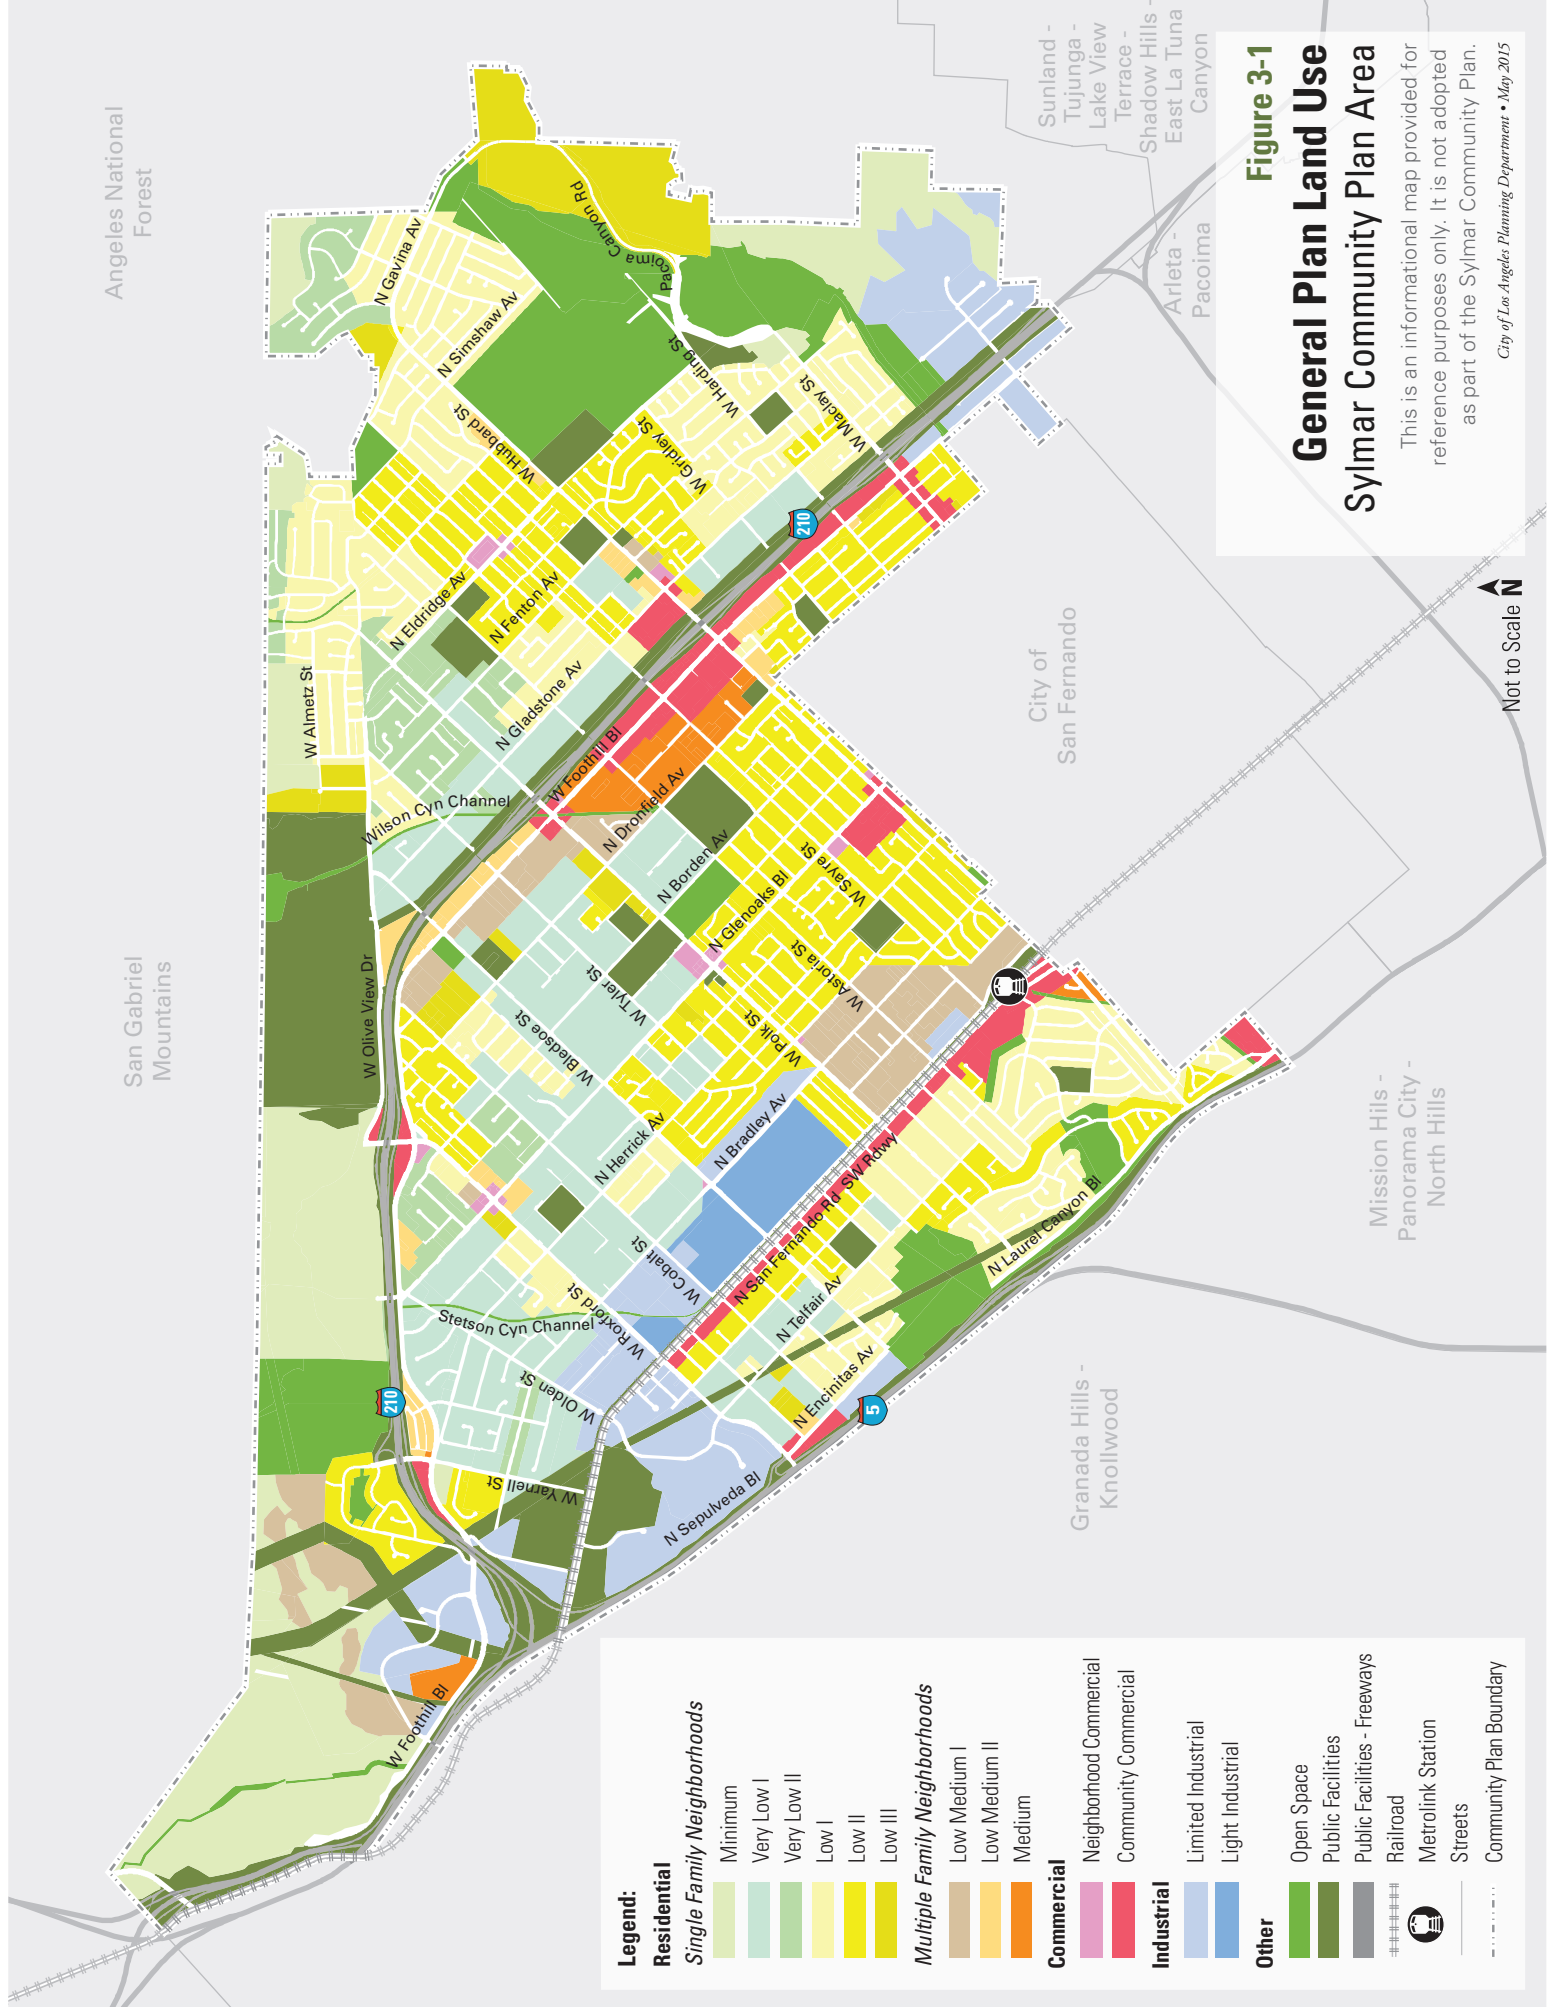 Figure 3-1
General Plan Land Use
Sylmar Community Plan Area
This is an informational map provided for
reference purposes only. It is not adopted
as part of the Sylmar Community Plan.
City of Los Angeles Planning Department • May 2015
Not to Scale
N
Legend:
Residential
Single Family Neighborhoods
Minimum
Very Low I
Very Low II
Low I
Low II
Low III
Multiple Family Neighborhoods
Low Medium I
Low Medium II
Medium
Commercial
Neighborhood Commercial
Community Commercial
Industrial
Limited Industrial
Light Industrial
Other
Open Space
Public Facilities
Public Facilities - Freeways
Railroad
Metrolink Station
Streets
Community Plan Boundary
San Gabriel
Mountains
Angeles National
Forest
Sunland -
Tujunga -
Lake View
Terrace -
Shadow Hills -
East La Tuna
Canyon
Arleta -
Pacoima
City of
San Fernando
Mission Hils -
Panorama City -
North Hills
Granada Hills -
Knollwood
W Foothill Bl
W Yarnell St
W Olden St
N Sepulveda Bl
210
5
Stetson Cyn Channel
W Roxford St
W Cobalt St
N Encinitas Av
N Telfair Av
N San Fernando Rd
SW Rdwy
N Laurel Canyon Bl
N Herrick Av
N Bradley Av
W Olive View Dr
W Bledsoe St
W Tyler St
W Polk St
W Astoria St
W Sayre St
N Glenoaks Bl
N Borden Av
N Dronfield Av
W Foothill Bl
Wilson Cyn Channel
W Almetz St
N Gladstone Av
N Fenton Av
N Eldridge Av
W Hubbard St
N Simshaw Av
N Gavina Av
W Gridley St
W Harding St
W Maclay St
Pacoima Canyon Rd
210